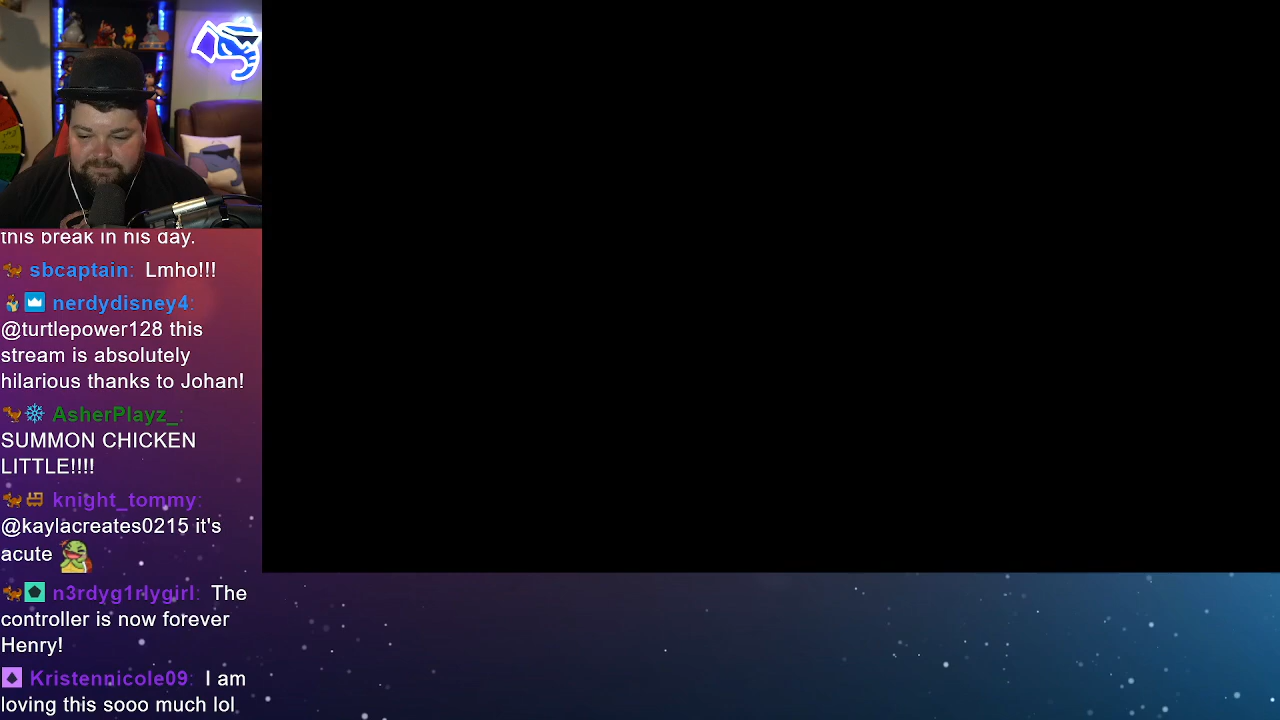 this break in his day.
sbcaptain: Lmho!!!
nerdydisney4:
@turtlepower128 this
stream is absolutely
hilarious thanks to Johan!
AsherPlayz_:
SUMMON CHICKEN
LITTLE!!!!
knight_tommy:
@kaylacreates0215 it's
acute
n3rdyg1rlygirl: The
controller is now forever
Henry!
Kristennicole09: I am
loving this sooo much lol